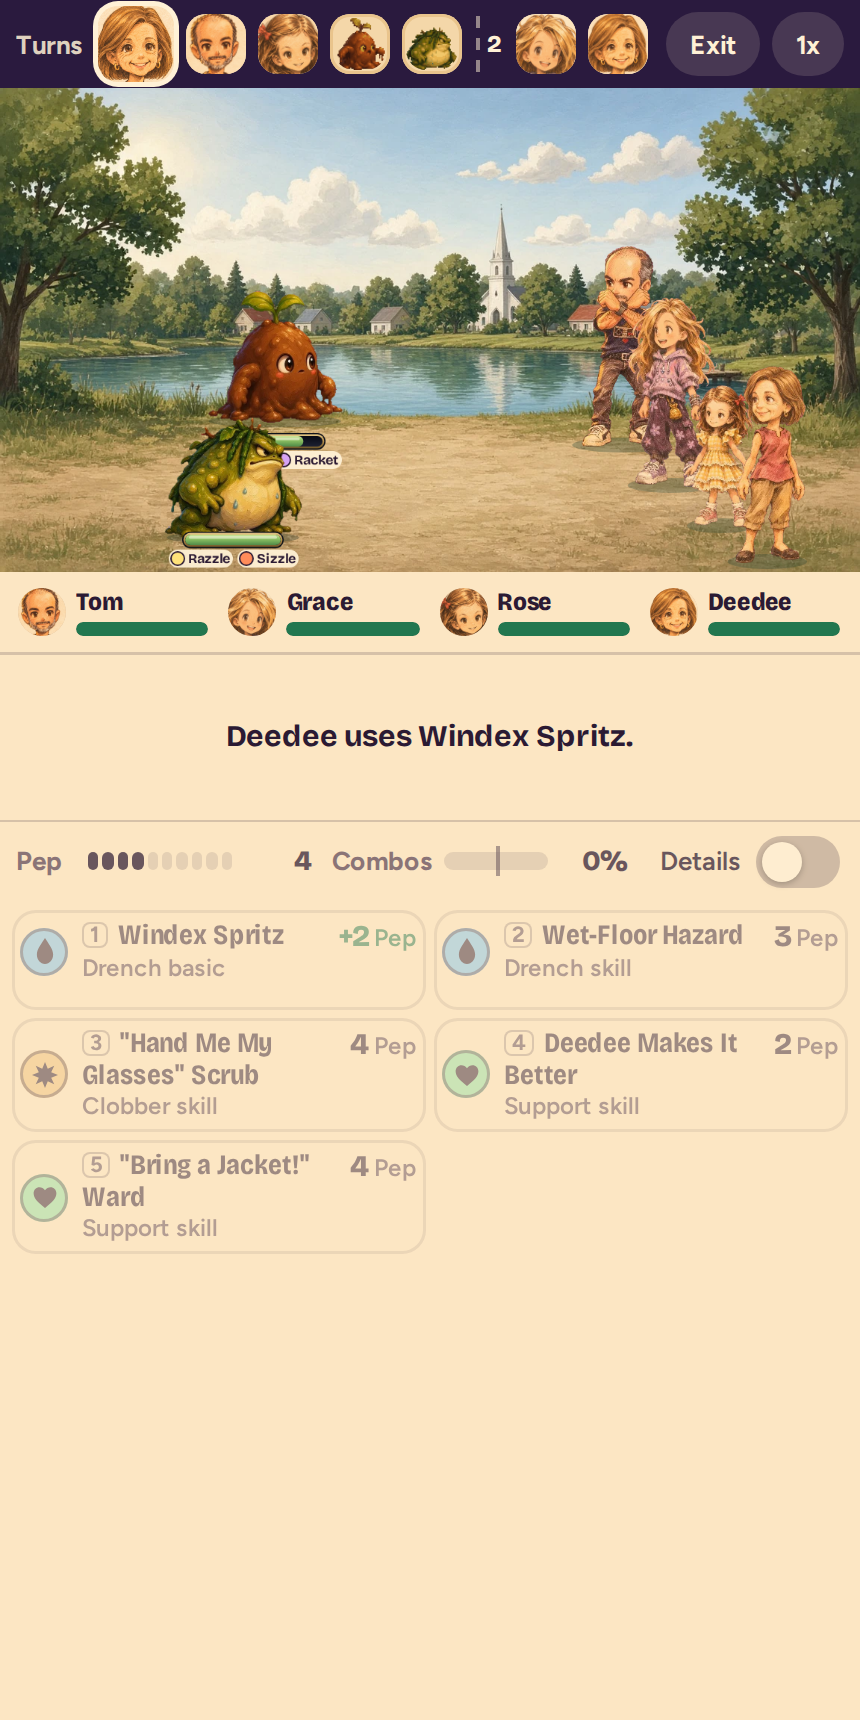 Turns
2
Exit
1x
Racket
Razzle
Sizzle
Tom
Grace
Rose
Deedee
Deedee uses Windex Spritz.
Pep
4
Combos
0%
Details
1 Windex Spritz
+2 Pep
Drench basic
2 Wet-Floor Hazard
3 Pep
Drench skill
3 "Hand Me My
Glasses" Scrub
4 Pep
Clobber skill
4 Deedee Makes It
Better
2 Pep
Support skill
5 "Bring a Jacket!"
Ward
4 Pep
Support skill